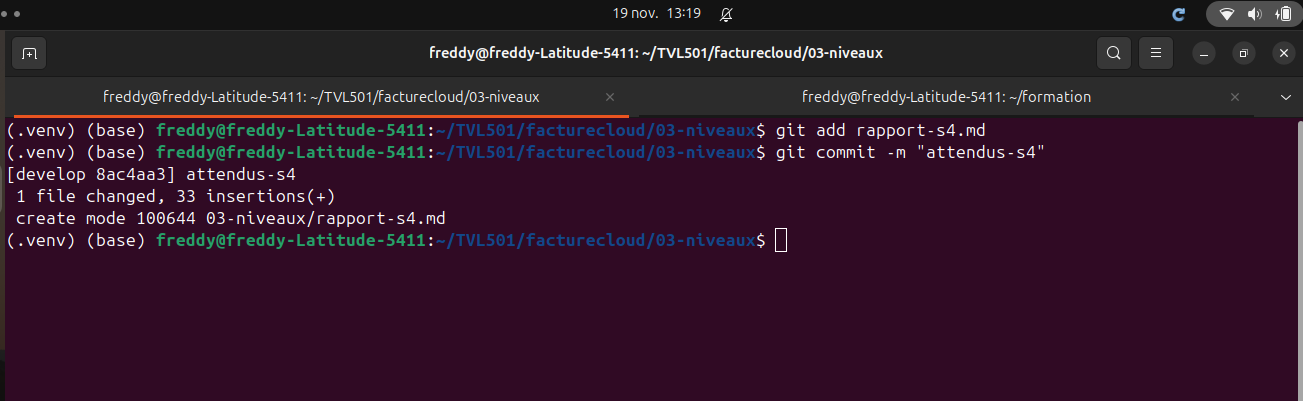 19 nov. 13:19
freddy@freddy-Latitude-5411: ~/TVL501/facturecloud/03-niveaux
freddy@freddy-Latitude-5411: ~/TVL501/facturecloud/03-niveaux
freddy@freddy-Latitude-5411: ~/formation
(.venv) (base) freddy@freddy-Latitude-5411:~/TVL501/facturecloud/03-niveaux$ git add rapport-s4.md
(.venv) (base) freddy@freddy-Latitude-5411:~/TVL501/facturecloud/03-niveaux$ git commit -m "attendus-s4"
[develop 8ac4aa3] attendus-s4
1 file changed, 33 insertions(+)
create mode 100644 03-niveaux/rapport-s4.md
(.venv) (base) freddy@freddy-Latitude-5411:~/TVL501/facturecloud/03-niveaux$